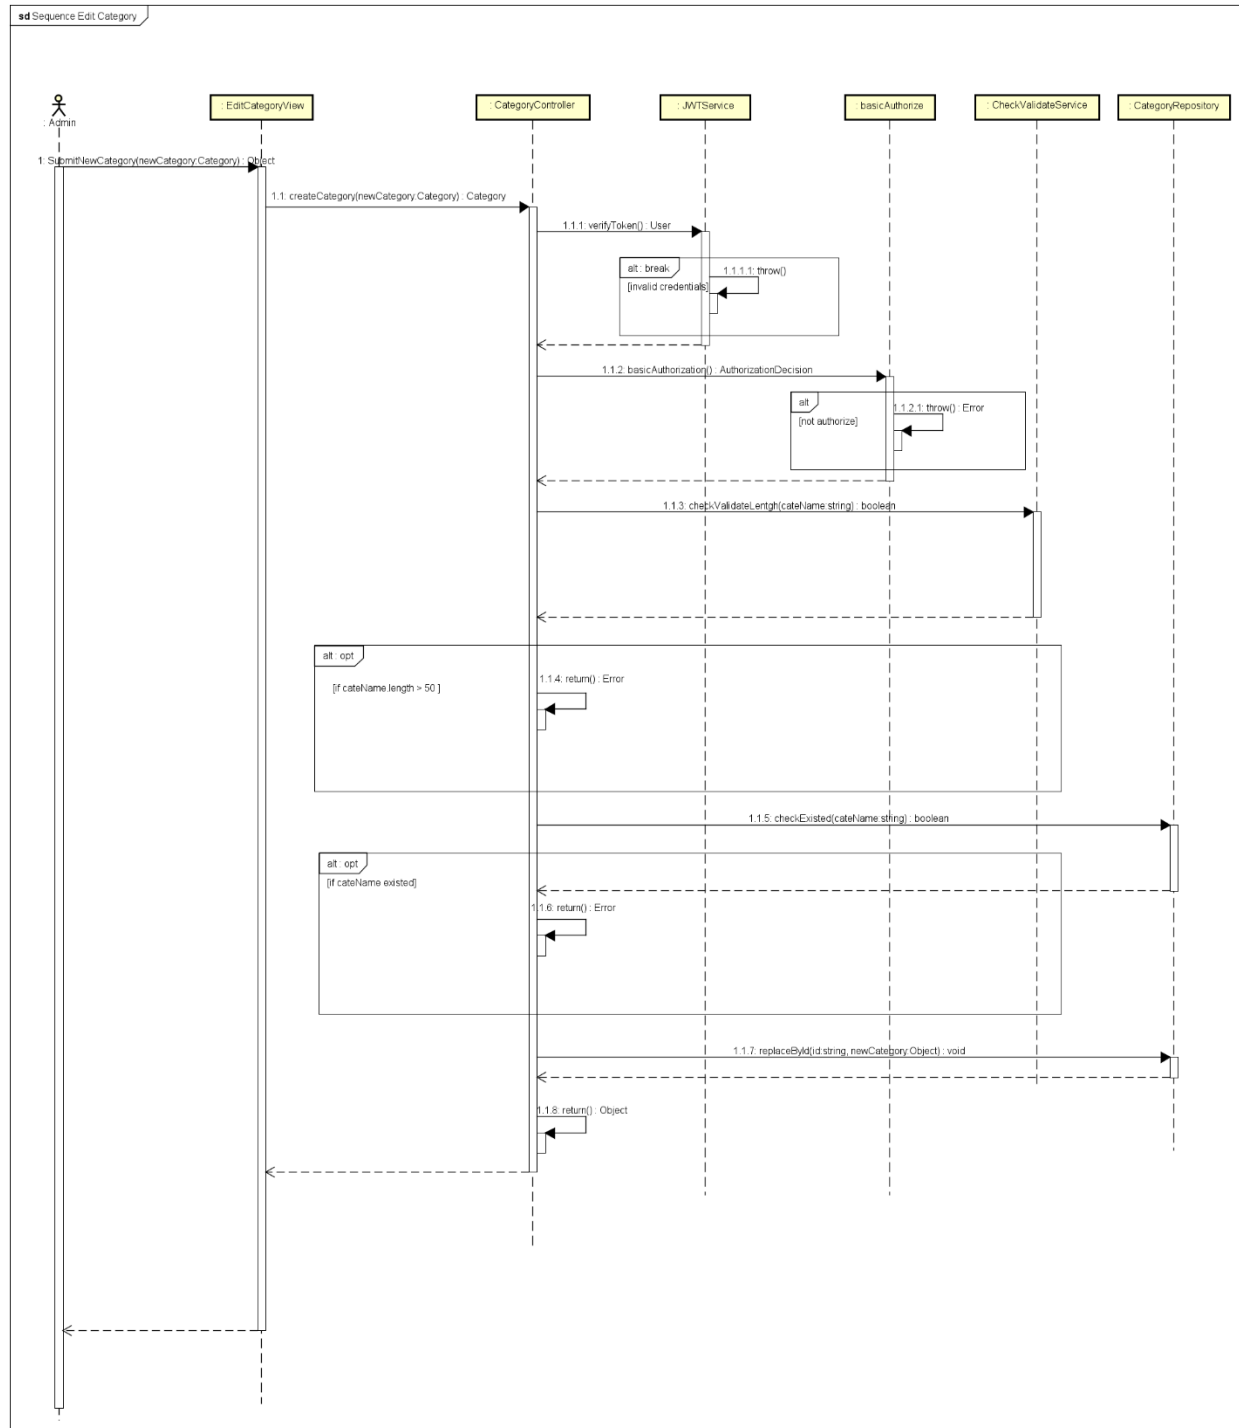 sd Sequence Edit Category
: Admin
: EditCategoryView
: CategoryController
: JWTService
: basicAuthorize
: CheckValidateService
: CategoryRepository
1: SubmitNewCategory(newCategory:Category) : Object
1.1: createCategory(newCategory:Category) : Category
1.1.1: verifyToken() : User
alt : break
1.1.1.1: throw()
[invalid credentials]
1.1.2: basicAuthorization() : AuthorizationDecision
alt
1.1.2.1: throw() : Error
[not authorize]
1.1.3: checkValidateLentgh(cateName:string) : boolean
alt : opt
1.1.4: return() : Error
[if cateName.length > 50 ]
1.1.5: checkExisted(cateName:string) : boolean
alt : opt
[if cateName existed]
1.1.6: return() : Error
1.1.7: replaceById(id:string, newCategory:Object) : void
1.1.8: return() : Object